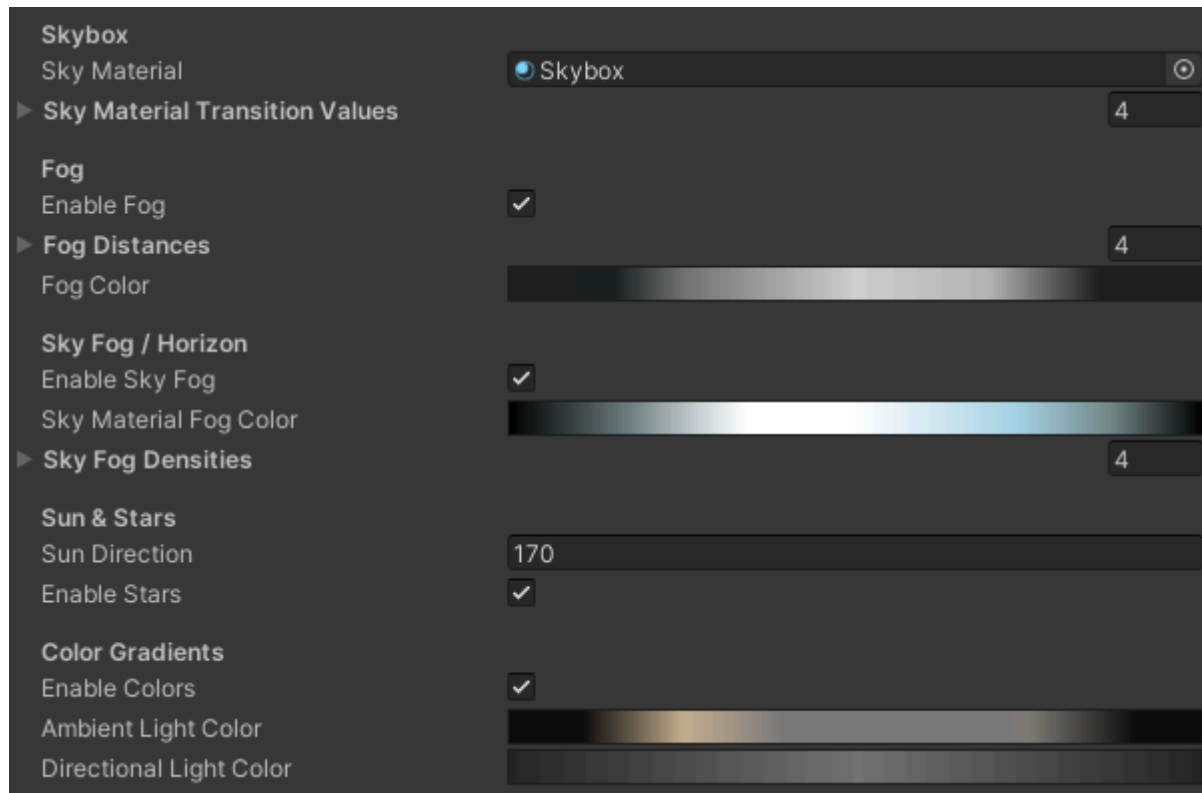 Skybox
Sky Material Skybox
Sky Material Transition Values 4
Fog
Enable Fog
Fog Distances 4
Fog Color
Sky Fog / Horizon
Enable Sky Fog
Sky Material Fog Color
Sky Fog Densities 4
Sun & Stars
Sun Direction 170
Enable Stars
Color Gradients
Enable Colors
Ambient Light Color
Directional Light Color